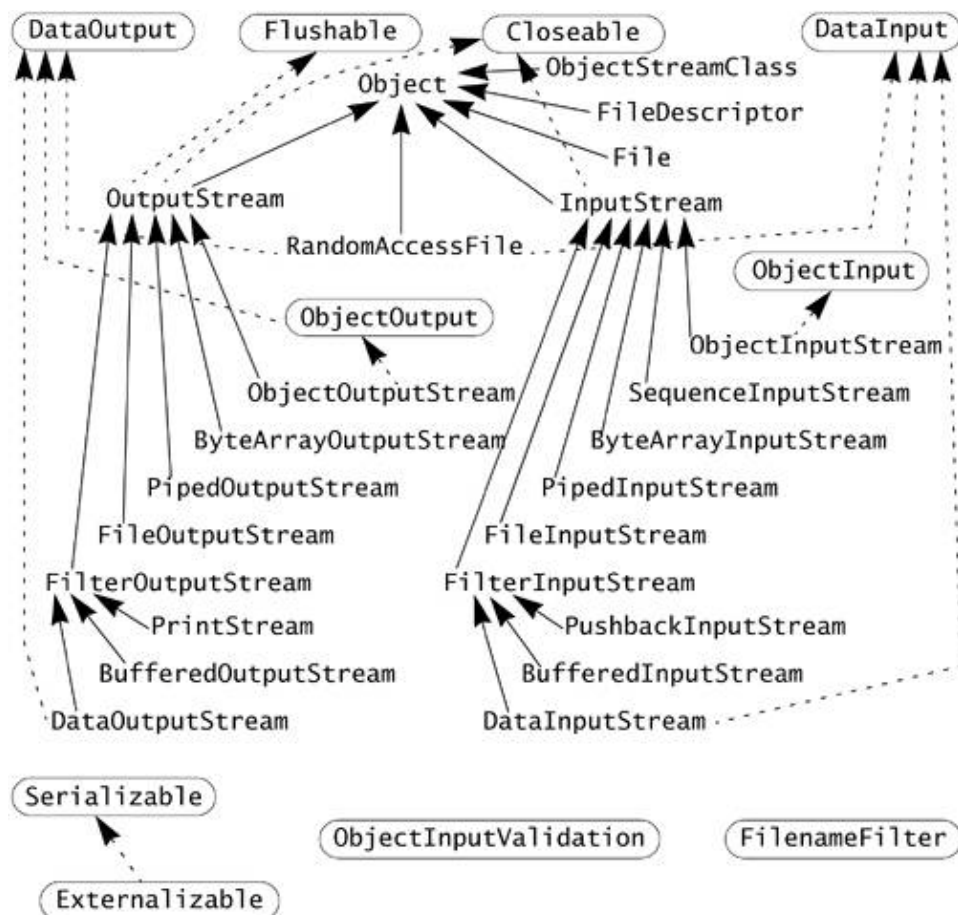 DataOutput
Flushable
Closeable
DataInput
ObjectStreamClass
Object
FileDescriptor
File
OutputStream
InputStream
RandomAccessFile
ObjectInput
ObjectOutput
ObjectInputStream
ObjectOutputStream
SequenceInputStream
ByteArrayOutputStream
ByteArrayInputStream
PipedOutputStream
PipedInputStream
FileOutputStream
FileInputStream
FilterOutputStream
FilterInputStream
PrintStream
PushbackInputStream
BufferedOutputStream
BufferedInputStream
DataOutputStream
DataInputStream
Serializable
ObjectInputValidation
FilenameFilter
Externalizable